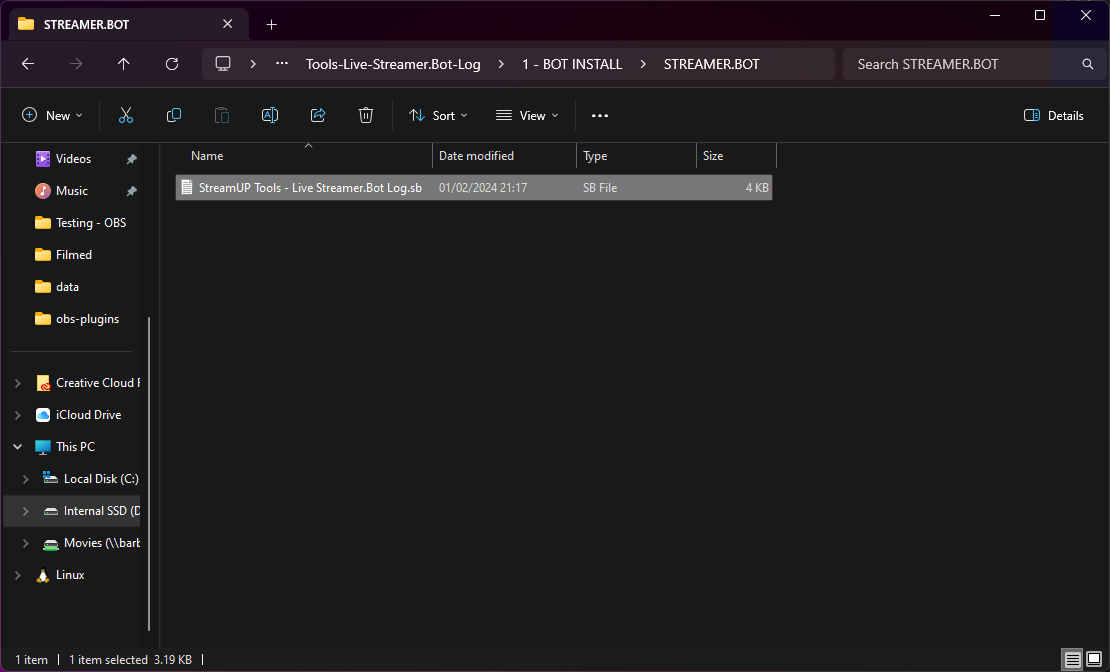 STREAMER.BOT
Tools-Live-Streamer.Bot-Log 1 - BOT INSTALL STREAMER.BOT Search STREAMER.BOT
New Sort View Details
Name Date modified Type Size
StreamUP Tools - Live Streamer.Bot Log.sb 01/02/2024 21:17 SB File 4 KB
Videos
Music
Testing - OBS
Filmed
data
obs-plugins
Creative Cloud F
iCloud Drive
This PC
Local Disk (C:)
Internal SSD (D
Movies (\\barb
Linux
1 item 1 item selected 3.19 KB